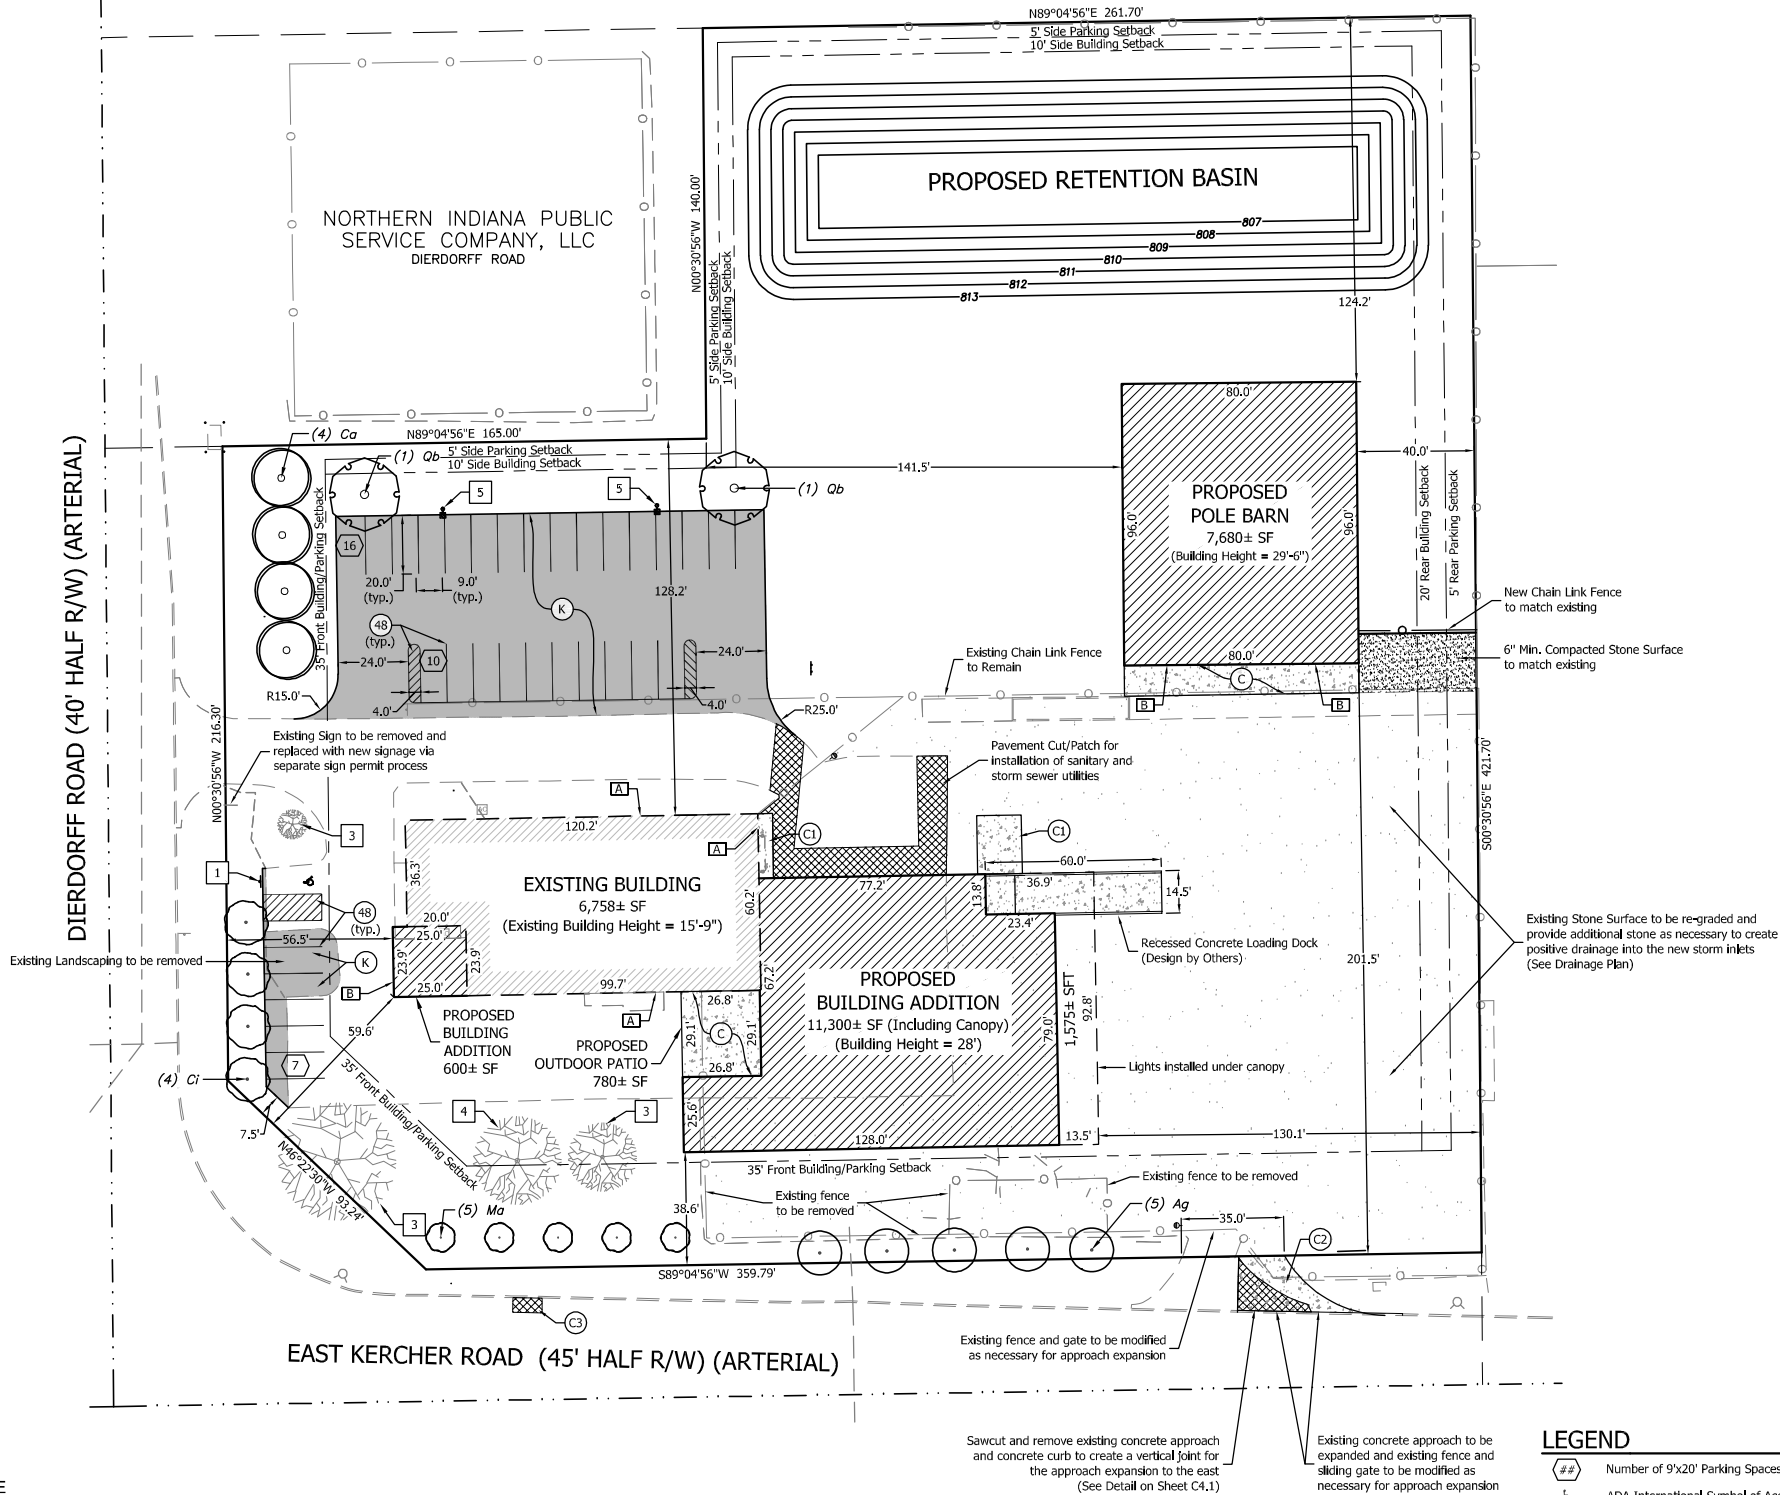 N89°04'56"E 261.70'
5' Side Parking Setback
10' Side Building Setback
PROPOSED RETENTION BASIN
807
808
809
810
811
812
813
NORTHERN INDIANA PUBLIC
SERVICE COMPANY, LLC
DIERDORFF ROAD
N00°30'56"W 140.00'
5' Side Parking Setback
10' Side Building Setback
124.2'
(4) Ca
N89°04'56"E 165.00'
(1) Qb
5' Side Parking Setback
10' Side Building Setback
141.5'
80.0'
40.0'
5
5
(1) Qb
PROPOSED
POLE BARN
7,680± SF
(Building Height = 29'-6")
96.0'
96.0'
20' Rear Building Setback
5' Rear Parking Setback
DIERDORFF ROAD (40' HALF R/W) (ARTERIAL)
35' Front Building/Parking Setback
16
20.0'
(typ.)
9.0'
(typ.)
128.2'
K
48
(typ.)
10
24.0'
24.0'
New Chain Link Fence
to match existing
Existing Chain Link Fence
to Remain
80.0'
C
6" Min. Compacted Stone Surface
to match existing
R15.0'
4.0'
4.0'
R25.0'
B
B
N00°30'56"W 216.30'
Existing Sign to be removed and
replaced with new signage via
separate sign permit process
Pavement Cut/Patch for
installation of sanitary and
storm sewer utilities
S00°30'56"E 421.70'
A
3
120.2'
A
C1
C1
1
36.3'
EXISTING BUILDING
6,758± SF
(Existing Building Height = 15'-9")
60.2'
77.2'
60.0'
13.8'
36.9'
14.5'
23.4'
48
(typ.)
20.0'
25.0'
56.5'
Existing Landscaping to be removed
K
23.9'
23.9'
B
25.0'
99.7'
67.2'
Recessed Concrete Loading Dock
(Design by Others)
Existing Stone Surface to be re-graded and
provide additional stone as necessary to create
positive drainage into the new storm inlets
(See Drainage Plan)
201.5'
PROPOSED
BUILDING ADDITION
11,300± SF (Including Canopy)
(Building Height = 28')
1,575± SFT
92.8'
79.0'
A
26.8'
29.1'
C
29.1'
26.8'
PROPOSED
BUILDING
ADDITION
600± SF
PROPOSED
OUTDOOR PATIO
780± SF
59.6'
7
(4) Ci
35' Front Building/Parking Setback
Lights installed under canopy
4
3
25.6'
7.5'
128.0'
13.5'
130.1'
N46°22'30"W 93.24'
35' Front Building/Parking Setback
Existing fence
to be removed
Existing fence to be removed
(5) Ma
3
38.6'
(5) Ag
35.0'
C2
S89°04'56"W 359.79'
C3
EAST KERCHER ROAD (45' HALF R/W) (ARTERIAL)
Existing fence and gate to be modified
as necessary for approach expansion
Sawcut and remove existing concrete approach
and concrete curb to create a vertical joint for
the approach expansion to the east
(See Detail on Sheet C4.1)
Existing concrete approach to be
expanded and existing fence and
sliding gate to be modified as
necessary for approach expansion
LEGEND
##
Number of 9'x20' Parking Spaces
E